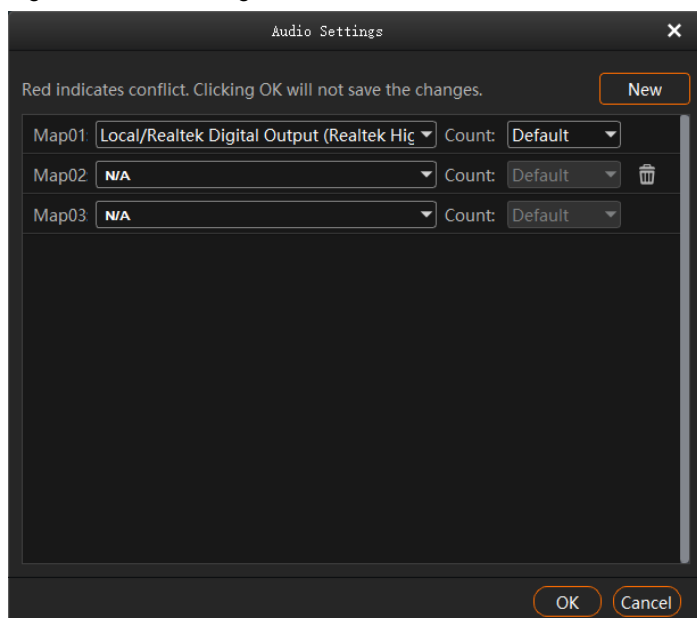 Audio Settings
Red indicates conflict. Clicking OK will not save the changes. New
Map01: Local/Realtek Digital Output (Realtek Hig Count: Default
Map02: N/A Count: Default
Map03: N/A Count: Default
OK Cancel